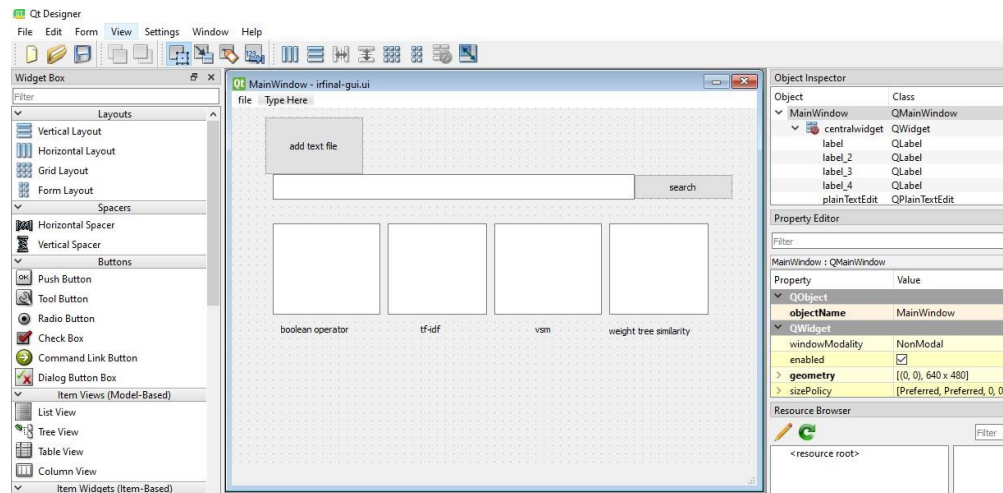 Qt Designer
File Edit Form View Settings Window Help
Widget Box
Filter
Layouts
Vertical Layout
Horizontal Layout
Grid Layout
Form Layout
Spacers
Horizontal Spacer
Vertical Spacer
Buttons
Push Button
Tool Button
Radio Button
Check Box
Command Link Button
Dialog Button Box
Item Views (Model-Based)
List View
Tree View
Table View
Column View
Item Widgets (Item-Based)
MainWindow - irfinal-gui.ui
file Type Here
add text file
search
boolean operator tf-idf vsm weight tree similarity
Object Inspector
Object Class
MainWindow QMainWindow
centralwidget QWidget
label QLabel
label_2 QLabel
label_3 QLabel
label_4 QLabel
plainTextEdit QPlainTextEdit
Property Editor
Filter
MainWindow : QMainWindow
Property Value
QObject
objectName MainWindow
QWidget
windowModality NonModal
enabled
geometry [(0, 0), 640 x 480]
sizePolicy [Preferred, Preferred, 0, 0
Resource Browser
Filter
<resource root>